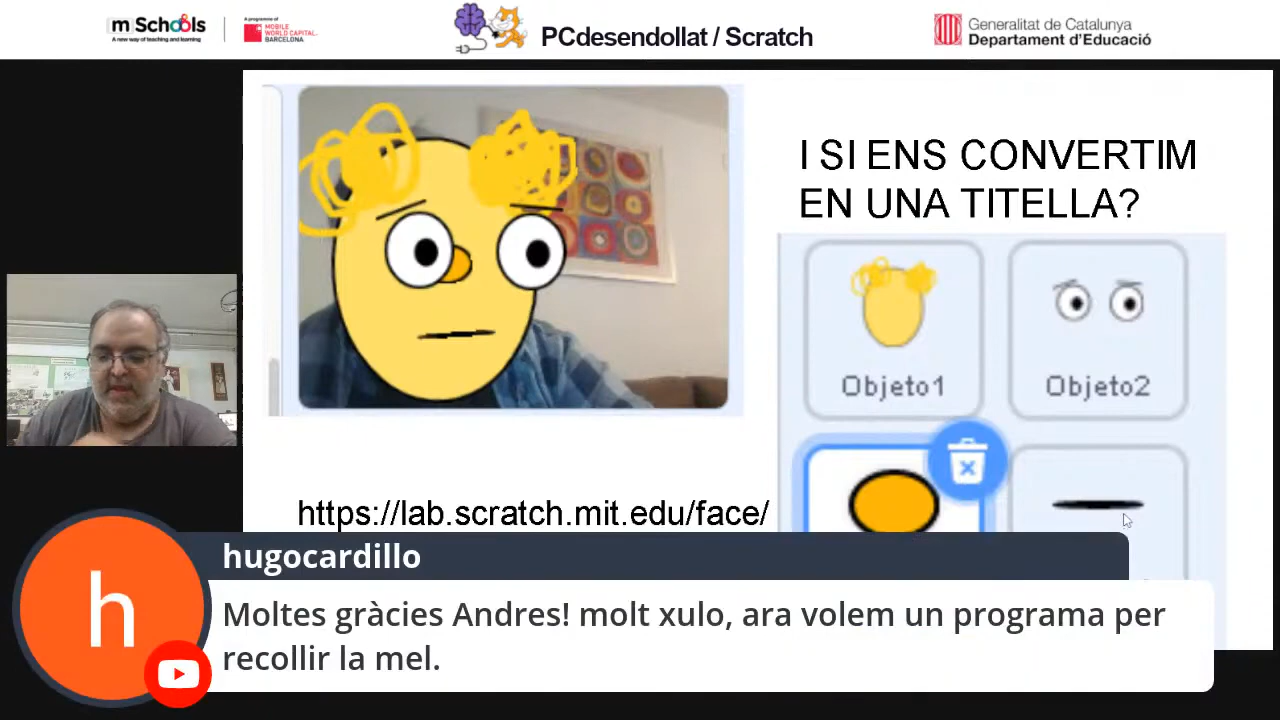 mSchools
A new way of teaching and learning
A programme of
MOBILE
WORLD CAPITAL
BARCELONA
PCdesendollat / Scratch
Generalitat de Catalunya
Departament d'Educació
I SI ENS CONVERTIM
EN UNA TITELLA?
Objeto1
Objeto2
https://lab.scratch.mit.edu/face/
h
hugocardillo
Moltes gràcies Andres! molt xulo, ara volem un programa per
recollir la mel.